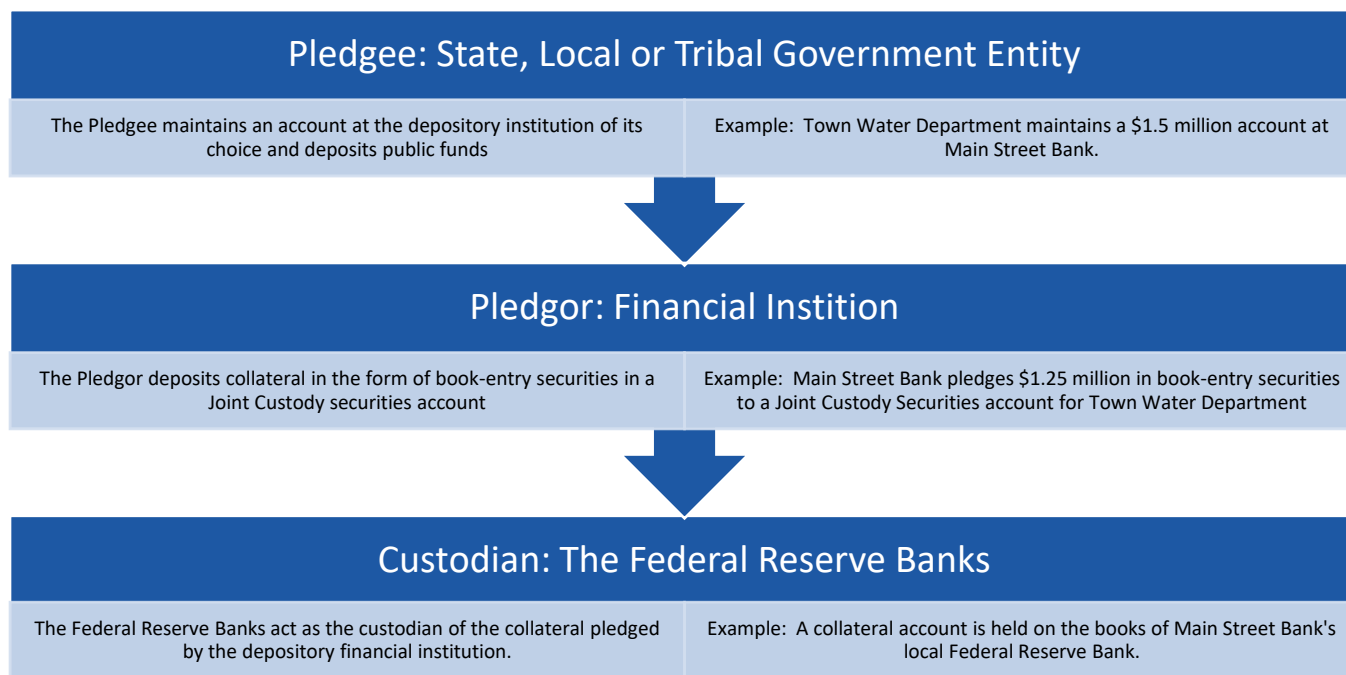 Pledgee: State, Local or Tribal Government Entity
The Pledgee maintains an account at the depository institution of its
choice and deposits public funds
Example: Town Water Department maintains a $1.5 million account at
Main Street Bank.
Pledgor: Financial Instition
The Pledgor deposits collateral in the form of book-entry securities in a
Joint Custody securities account
Example: Main Street Bank pledges $1.25 million in book-entry securities
to a Joint Custody Securities account for Town Water Department
Custodian: The Federal Reserve Banks
The Federal Reserve Banks act as the custodian of the collateral pledged
by the depository financial institution.
Example: A collateral account is held on the books of Main Street Bank's
local Federal Reserve Bank.